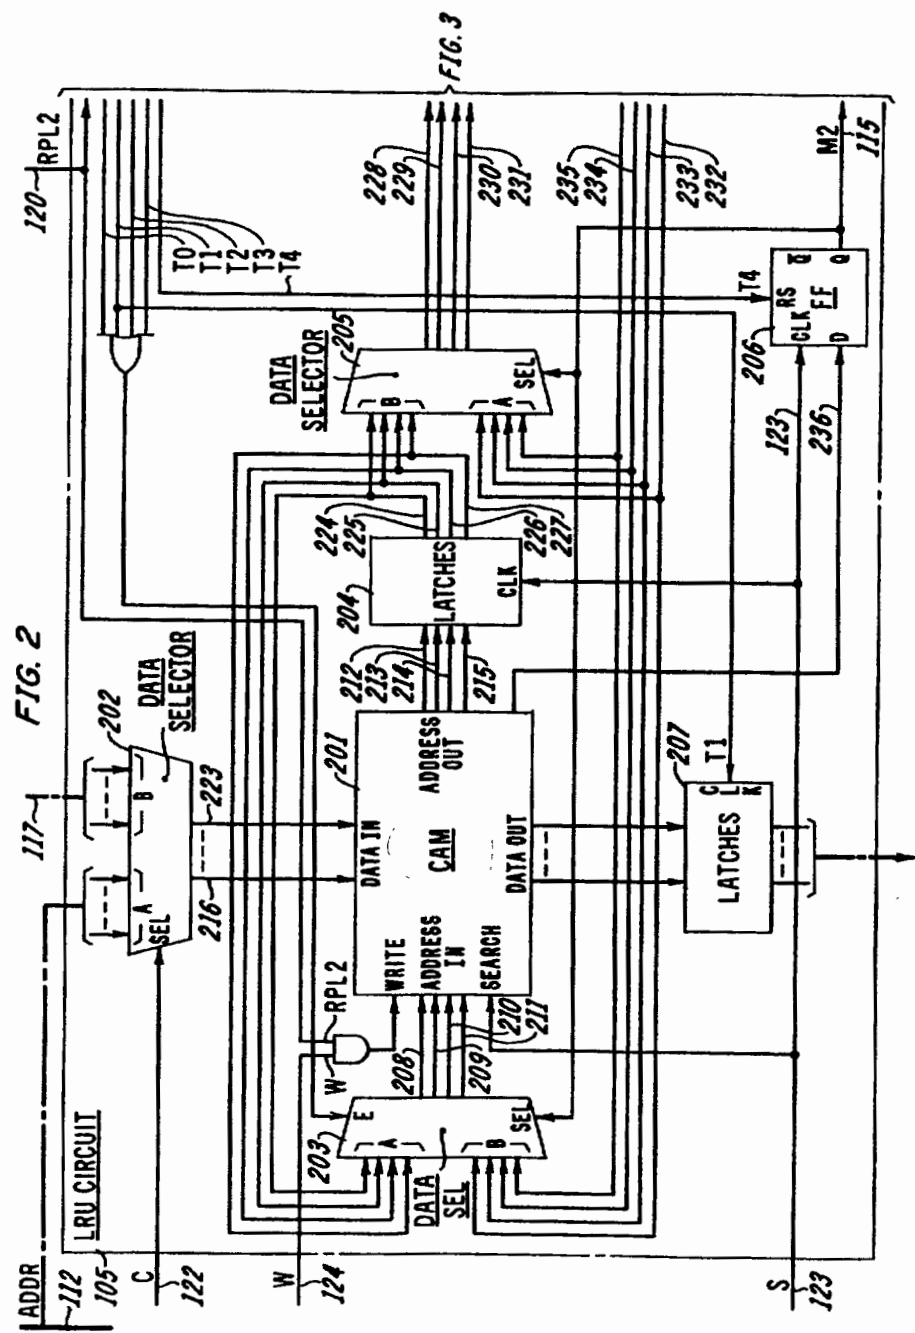 FIG. 2
ADDR
112
LRU CIRCUIT
105
C
122
W
124
S
123
117
202
DATA
SELECTOR
A
B
SEL
216
223
120
RPL2
T0
T1
T2
T3
T4
FIG. 3
W
RPL2
203
E
A
B
SEL
DATA
SEL
208
209
210
211
WRITE
ADDRESS
IN
SEARCH
DATA IN
201
CAM
ADDRESS
OUT
DATA OUT
212
213
214
215
204
LATCHES
CLK
224
225
226
227
DATA
SELECTOR
205
B
A
SEL
228
229
230
231
235
234
233
232
207
LATCHES
CLK
T1
T4
206
RS
CLK
FF
D
Q
Q̅
123
236
M2
115